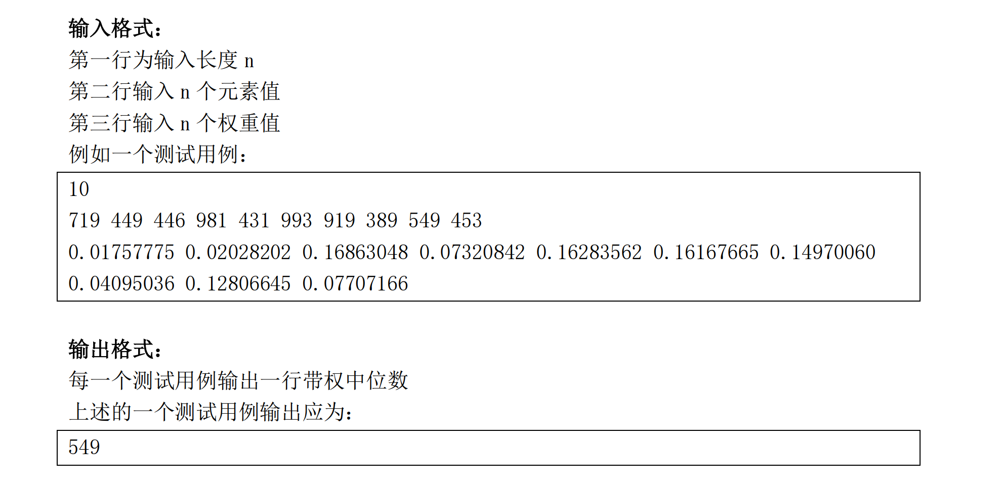 输入格式：
第一行为输入长度 n
第二行输入 n 个元素值
第三行输入 n 个权重值
例如一个测试用例：
10
719 449 446 981 431 993 919 389 549 453
0.01757775 0.02028202 0.16863048 0.07320842 0.16283562 0.16167665 0.14970060
0.04095036 0.12806645 0.07707166
输出格式：
每一个测试用例输出一行带权中位数
上述的一个测试用例输出应为：
549